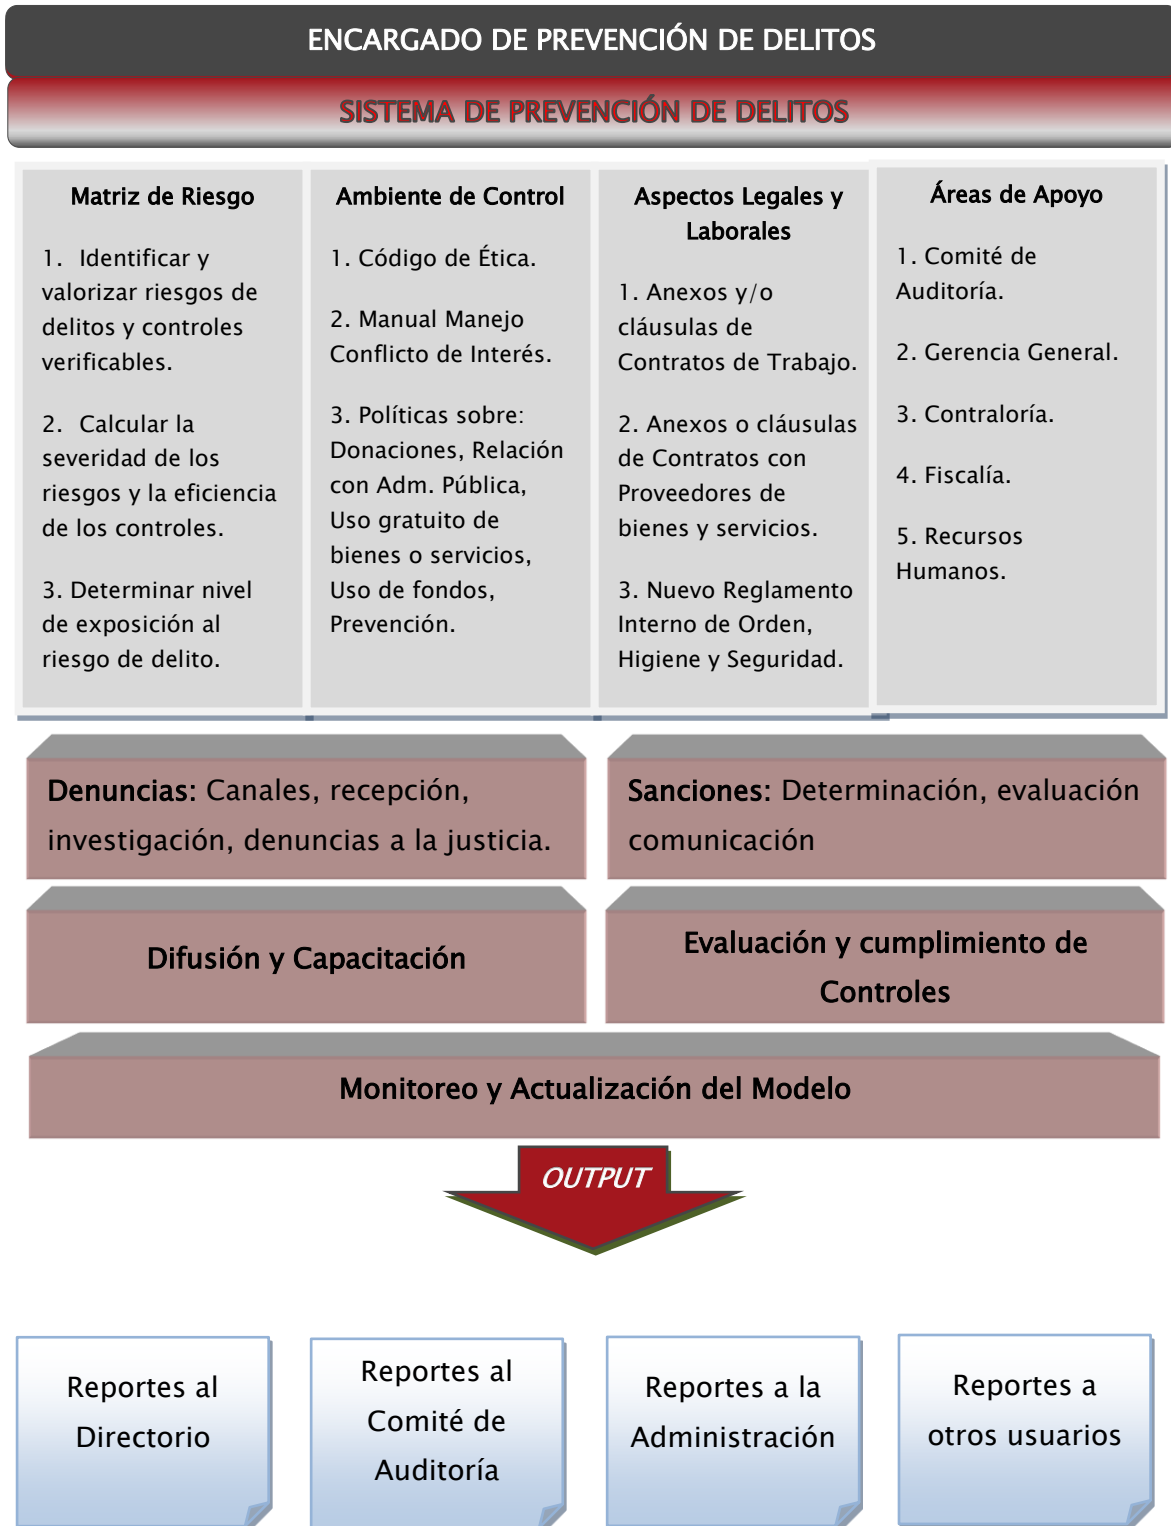 ENCARGADO DE PREVENCIÓN DE DELITOS
SISTEMA DE PREVENCIÓN DE DELITOS
Matriz de Riesgo
1. Identificar y
valorizar riesgos de
delitos y controles
verificables.
2. Calcular la
severidad de los
riesgos y la eficiencia
de los controles.
3. Determinar nivel
de exposición al
riesgo de delito.
Ambiente de Control
1. Código de Ética.
2. Manual Manejo
Conflicto de Interés.
3. Políticas sobre:
Donaciones, Relación
con Adm. Pública,
Uso gratuito de
bienes o servicios,
Uso de fondos,
Prevención.
Aspectos Legales y
Laborales
1. Anexos y/o
cláusulas de
Contratos de Trabajo.
2. Anexos o cláusulas
de Contratos con
Proveedores de
bienes y servicios.
3. Nuevo Reglamento
Interno de Orden,
Higiene y Seguridad.
Áreas de Apoyo
1. Comité de
Auditoría.
2. Gerencia General.
3. Contraloría.
4. Fiscalía.
5. Recursos
Humanos.
Denuncias: Canales, recepción,
investigación, denuncias a la justicia.
Sanciones: Determinación, evaluación
comunicación
Difusión y Capacitación
Evaluación y cumplimiento de
Controles
Monitoreo y Actualización del Modelo
OUTPUT
Reportes al
Directorio
Reportes al
Comité de
Auditoría
Reportes a la
Administración
Reportes a
otros usuarios